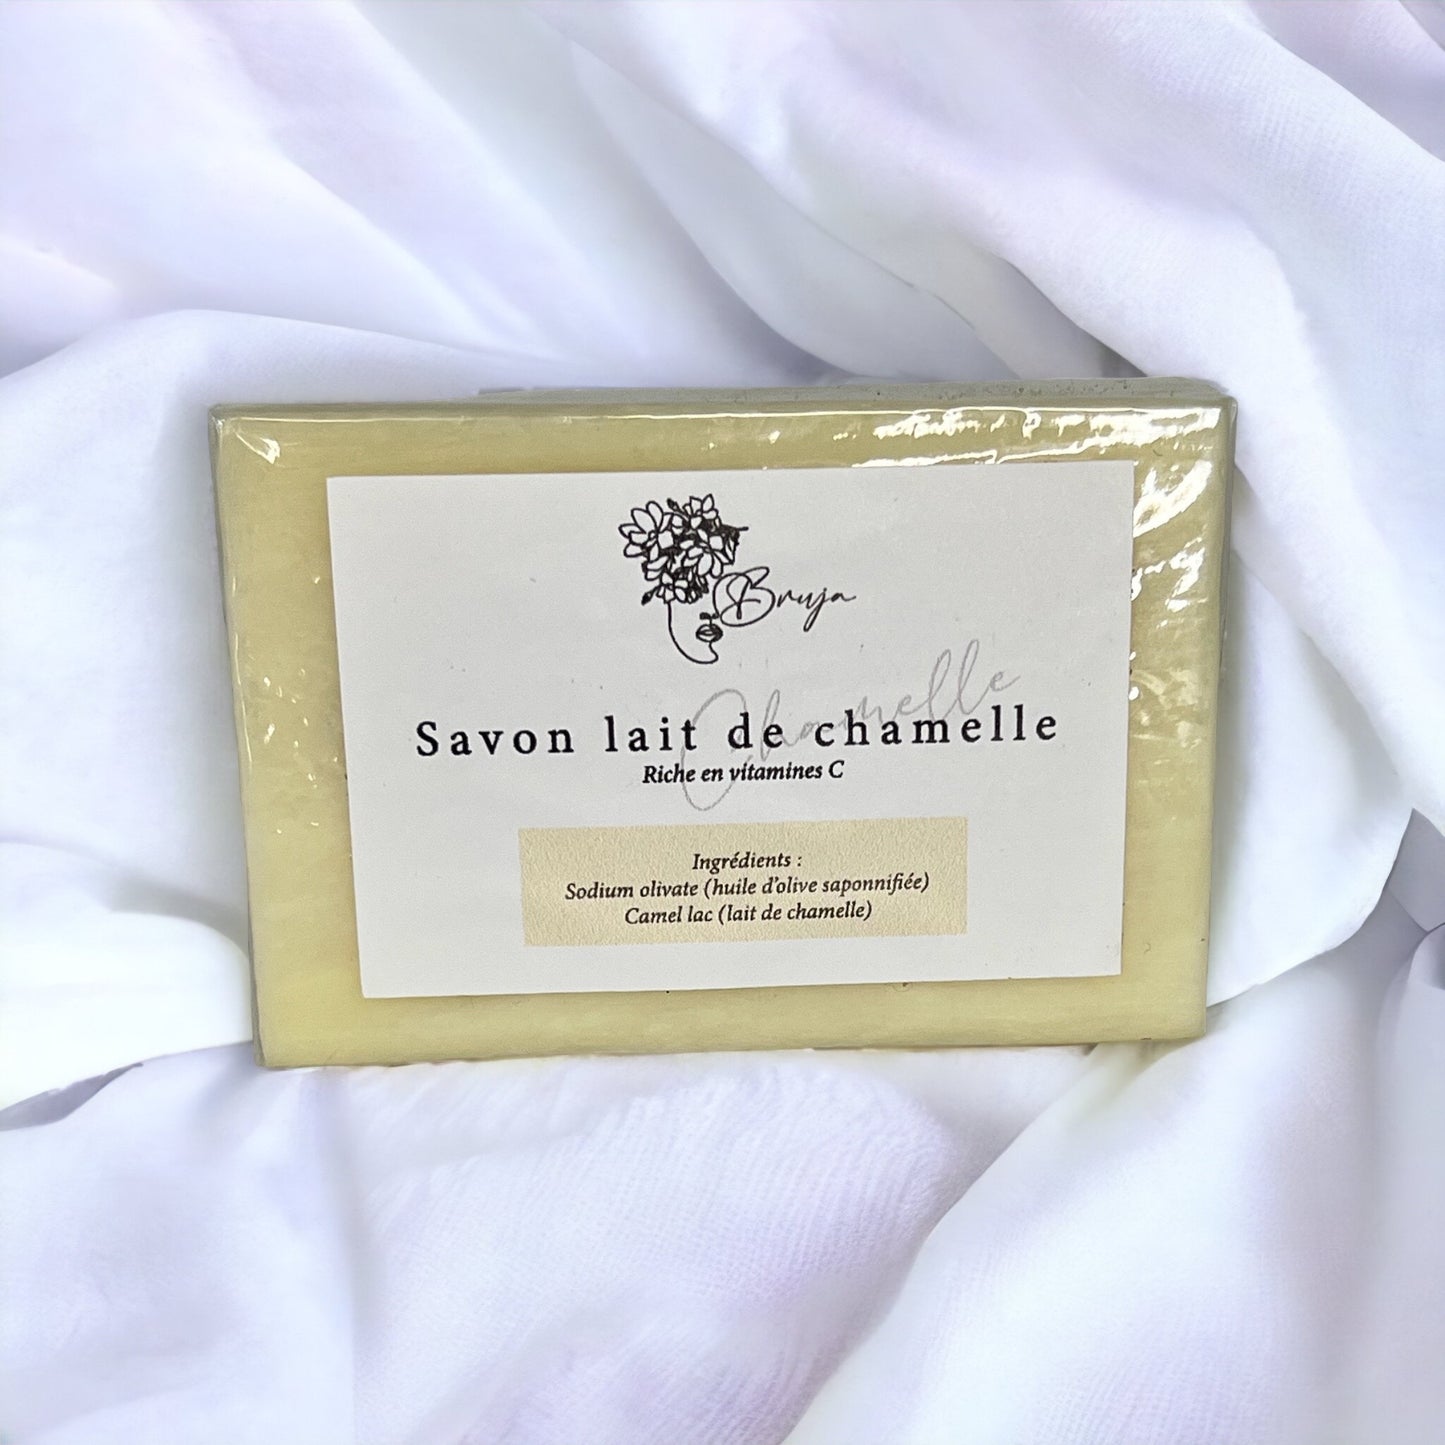 Bruja
Chamelle
Savon lait de chamelle
Riche en vitamines C
Ingrédients :
Sodium olivate (huile d'olive saponnifiée)
Camel lac (lait de chamelle)